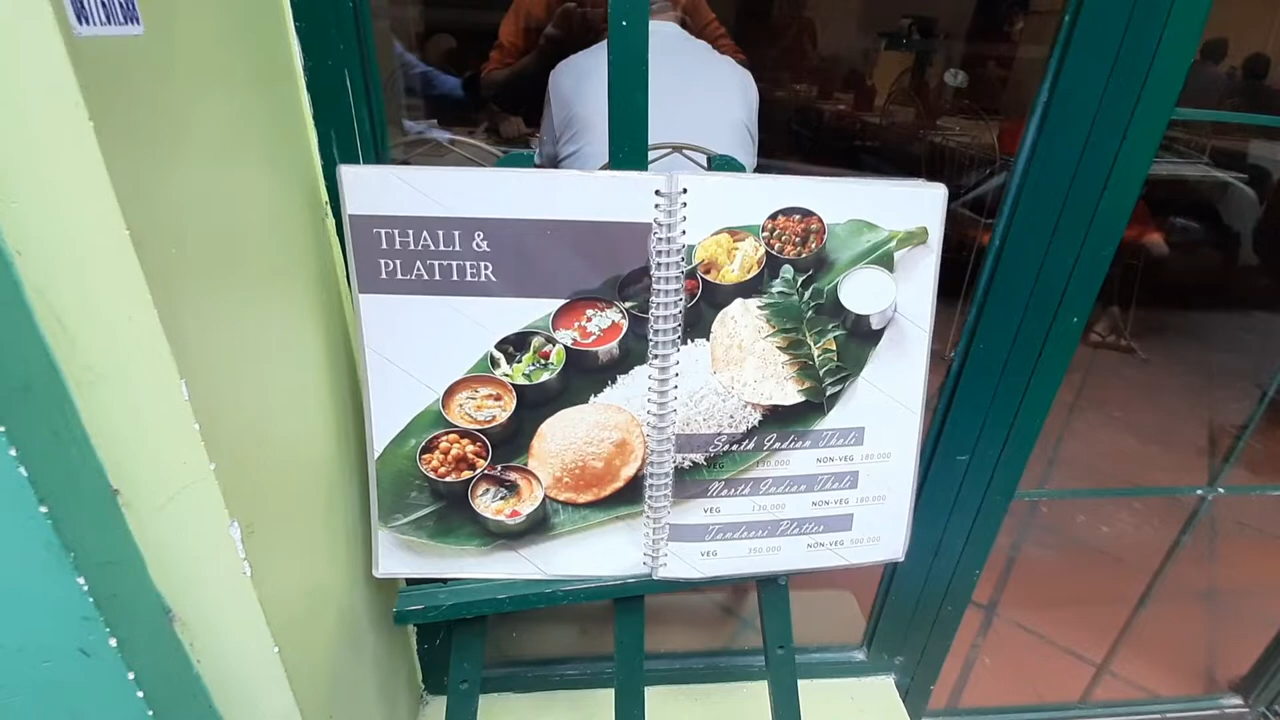 THALI &
PLATTER
South Indian Thali
VEG 130.000 NON-VEG 180.000
North Indian Thali
VEG 130.000 NON-VEG 180.000
Tandoori Platter
VEG 350.000 NON-VEG 500.000